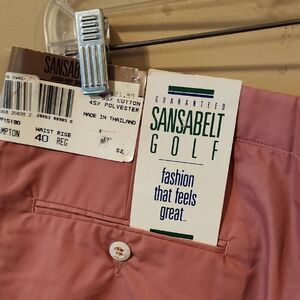 SANSABELT
55% COTTON
45% POLYESTER
MADE IN THAILAND
WAIST RISE
40 REG
SZ.
GUARANTEED
SANSABELT
GOLF
fashion
that feels
great...